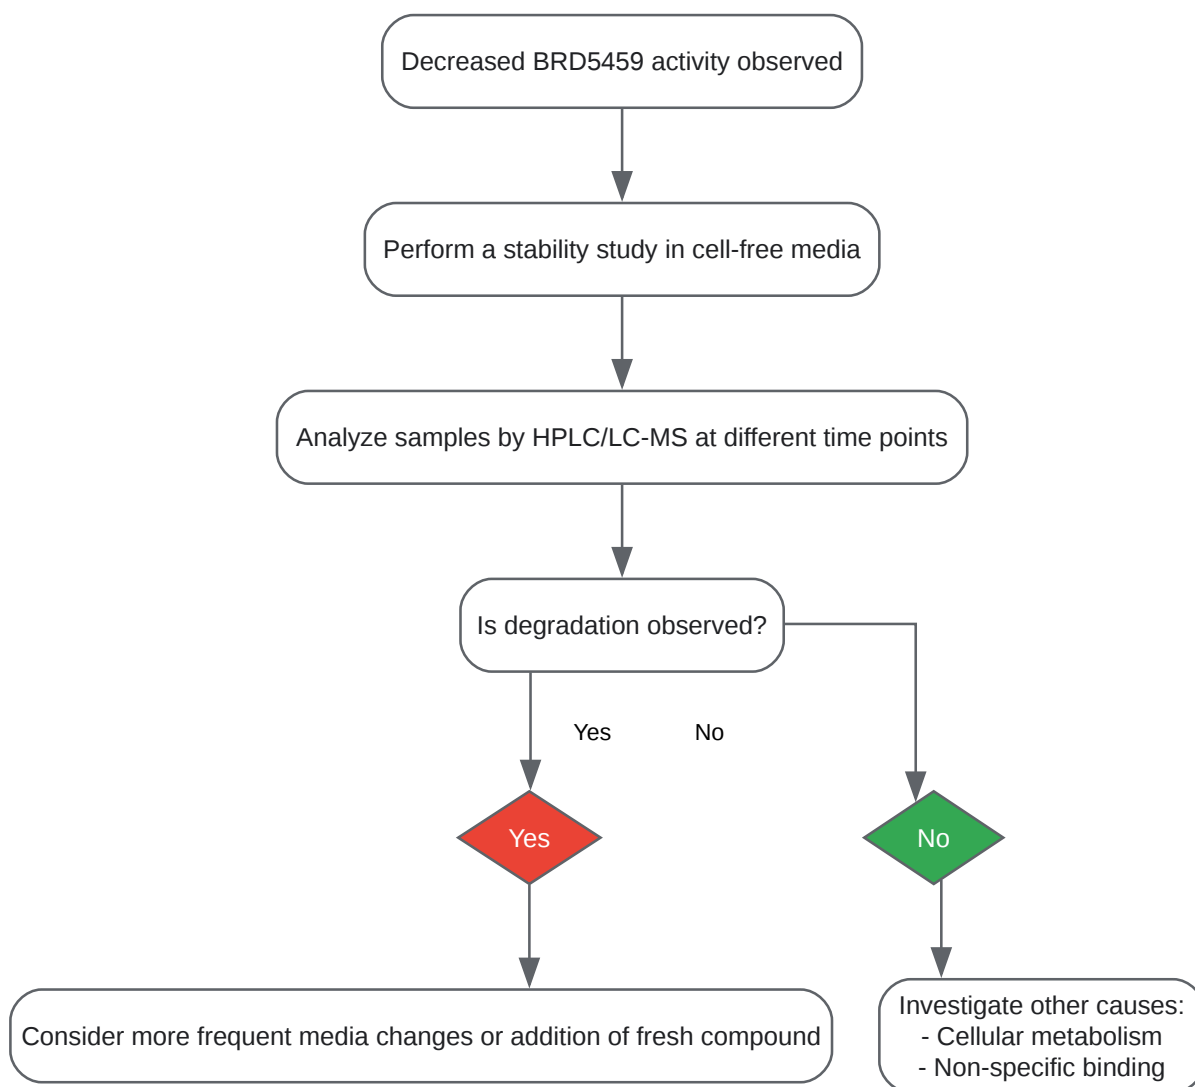 Decreased BRD5459 activity observed
Perform a stability study in cell-free media
Analyze samples by HPLC/LC-MS at different time points
Is degradation observed?
Yes
No
Yes
No
Consider more frequent media changes or addition of fresh compound
Investigate other causes:
- Cellular metabolism
- Non-specific binding